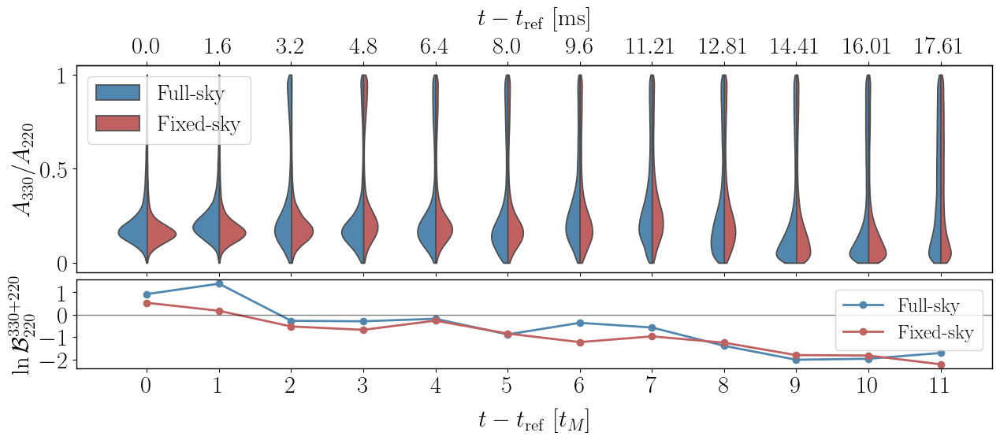 t − t_ref [ms]
0.0 1.6 3.2 4.8 6.4 8.0 9.6 11.21 12.81 14.41 16.01 17.61
A_330/A_220
1
0.5
0
Full-sky
Fixed-sky
ln B^{330+220}_{220}
1
0
−1
−2
Full-sky
Fixed-sky
0 1 2 3 4 5 6 7 8 9 10 11
t − t_ref [t_M]